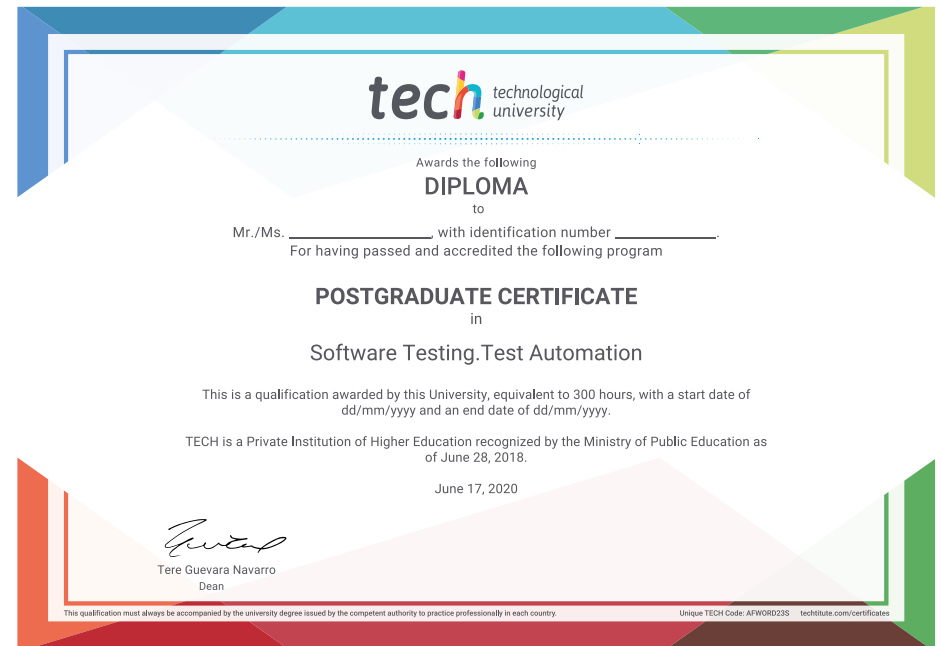 tech technological
university
Awards the following
DIPLOMA
to
Mr./Ms. ____________________, with identification number ______________.
For having passed and accredited the following program
POSTGRADUATE CERTIFICATE
in
Software Testing.Test Automation
This is a qualification awarded by this University, equivalent to 300 hours, with a start date of
dd/mm/yyyy and an end date of dd/mm/yyyy.
TECH is a Private Institution of Higher Education recognized by the Ministry of Public Education as
of June 28, 2018.
June 17, 2020
Tere Guevara Navarro
Dean
This qualification must always be accompanied by the university degree issued by the competent authority to practice professionally in each country.
Unique TECH Code: AFWORD23S techtitute.com/certificates